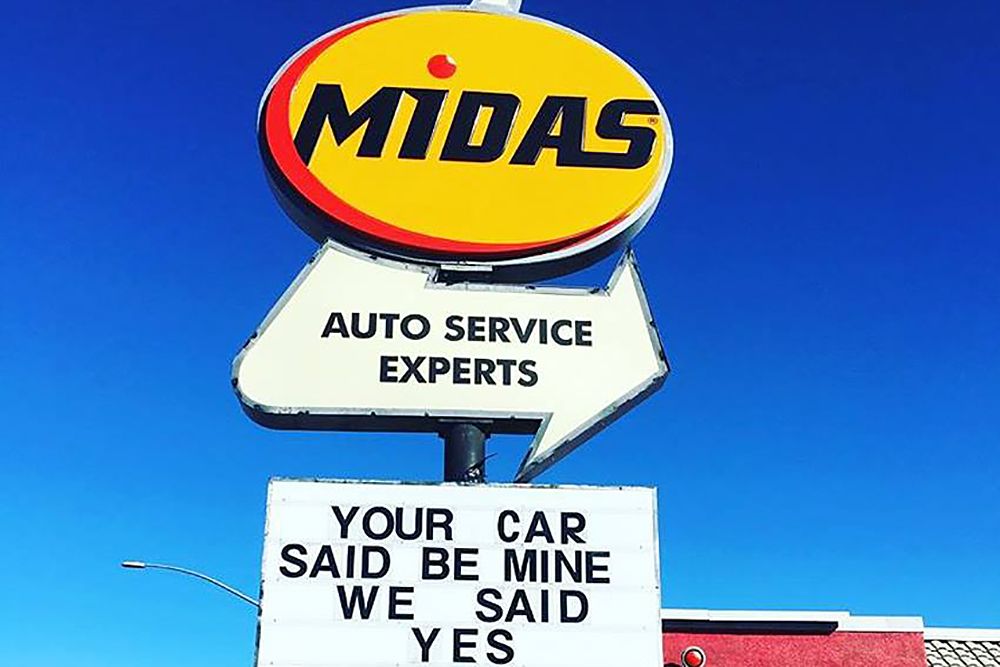 MIDAS®
AUTO SERVICE
EXPERTS
YOUR CAR
SAID BE MINE
WE SAID
YES